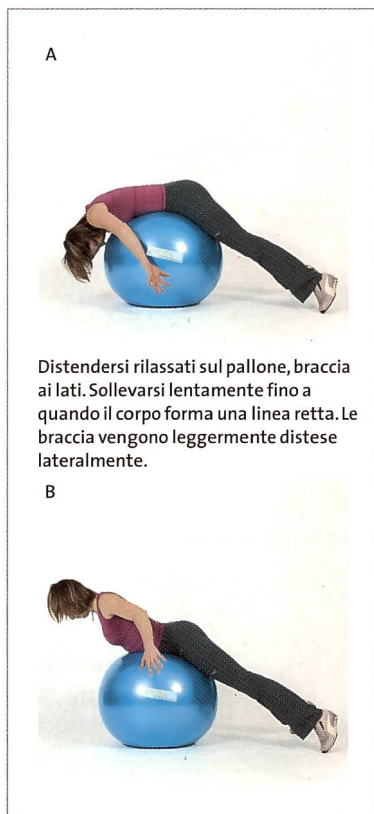 A
Distendersi rilassati sul pallone, braccia
ai lati. Sollevarsi lentamente fino a
quando il corpo forma una linea retta. Le
braccia vengono leggermente distese
lateralmente.
B